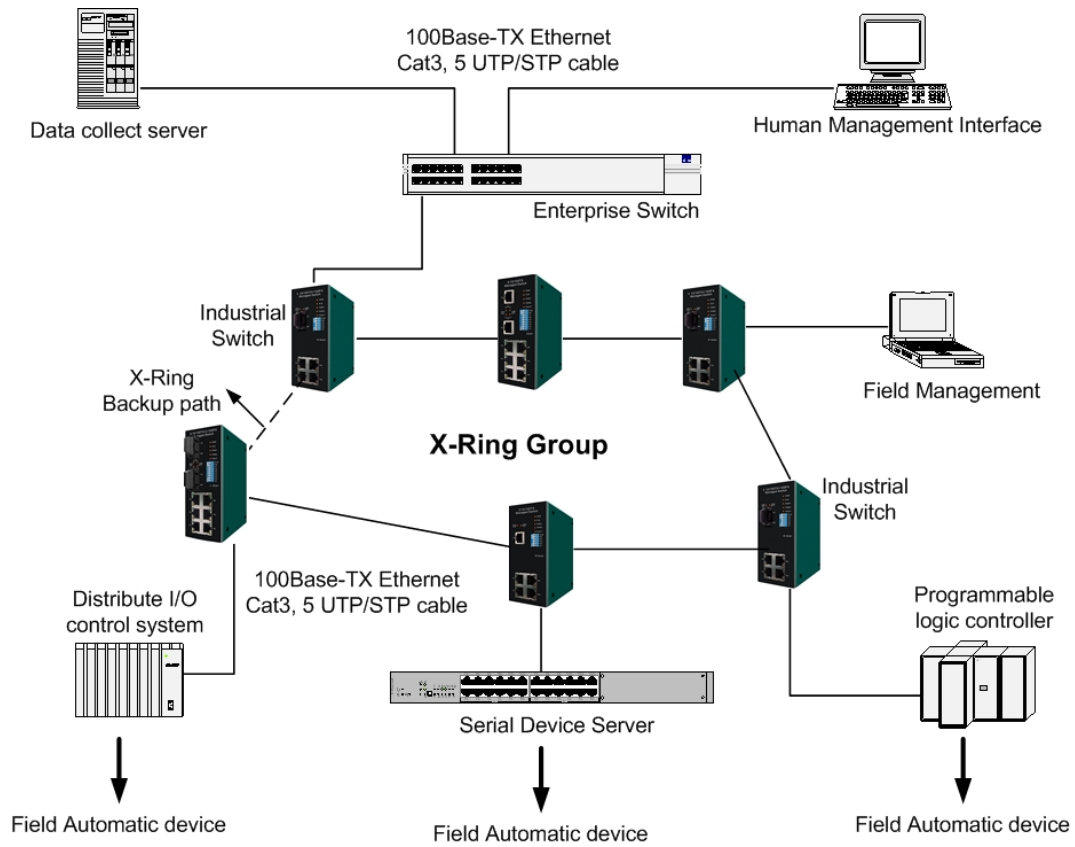 100Base-TX Ethernet
Cat3, 5 UTP/STP cable
Data collect server
Human Management Interface
Enterprise Switch
Industrial
Switch
X-Ring
Backup path
Field Management
X-Ring Group
Industrial
Switch
100Base-TX Ethernet
Cat3, 5 UTP/STP cable
Distribute I/O
control system
Programmable
logic controller
Serial Device Server
Field Automatic device
Field Automatic device
Field Automatic device